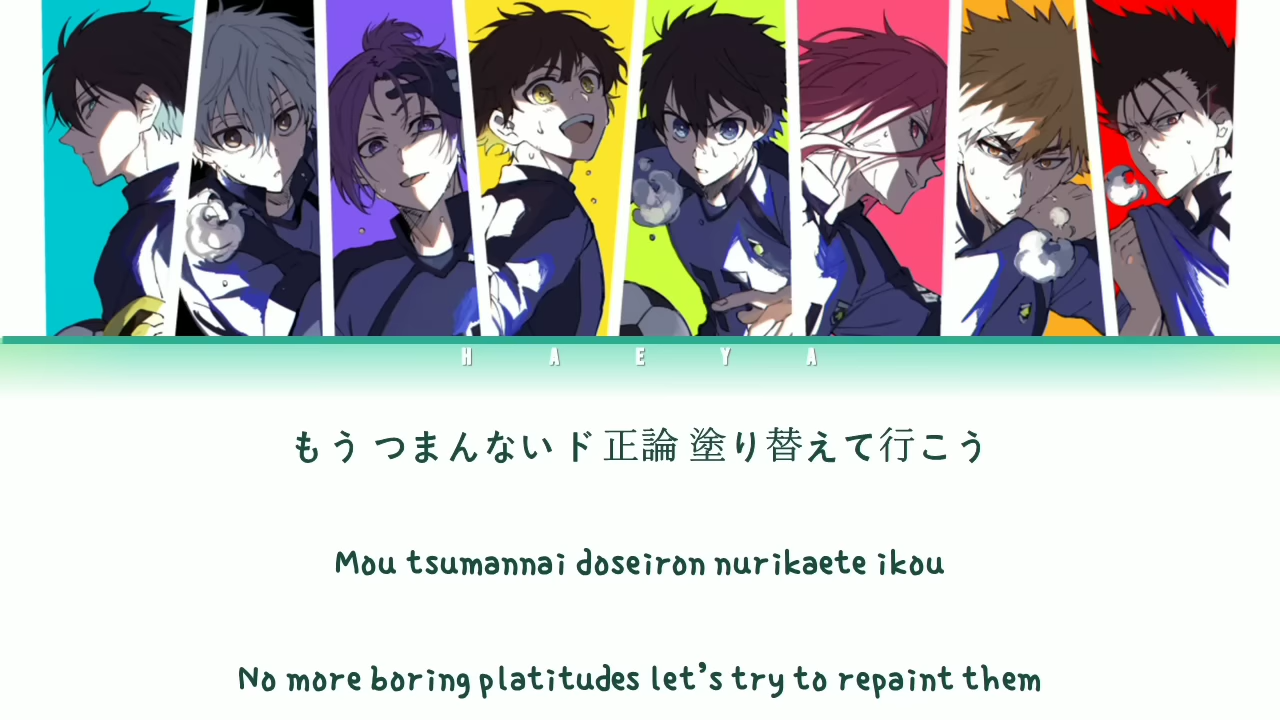 HAEYA
もう つまんない ド 正論 塗り替えて行こう
Mou tsumannai doseiron nurikaete ikou
No more boring platitudes let's try to repaint them